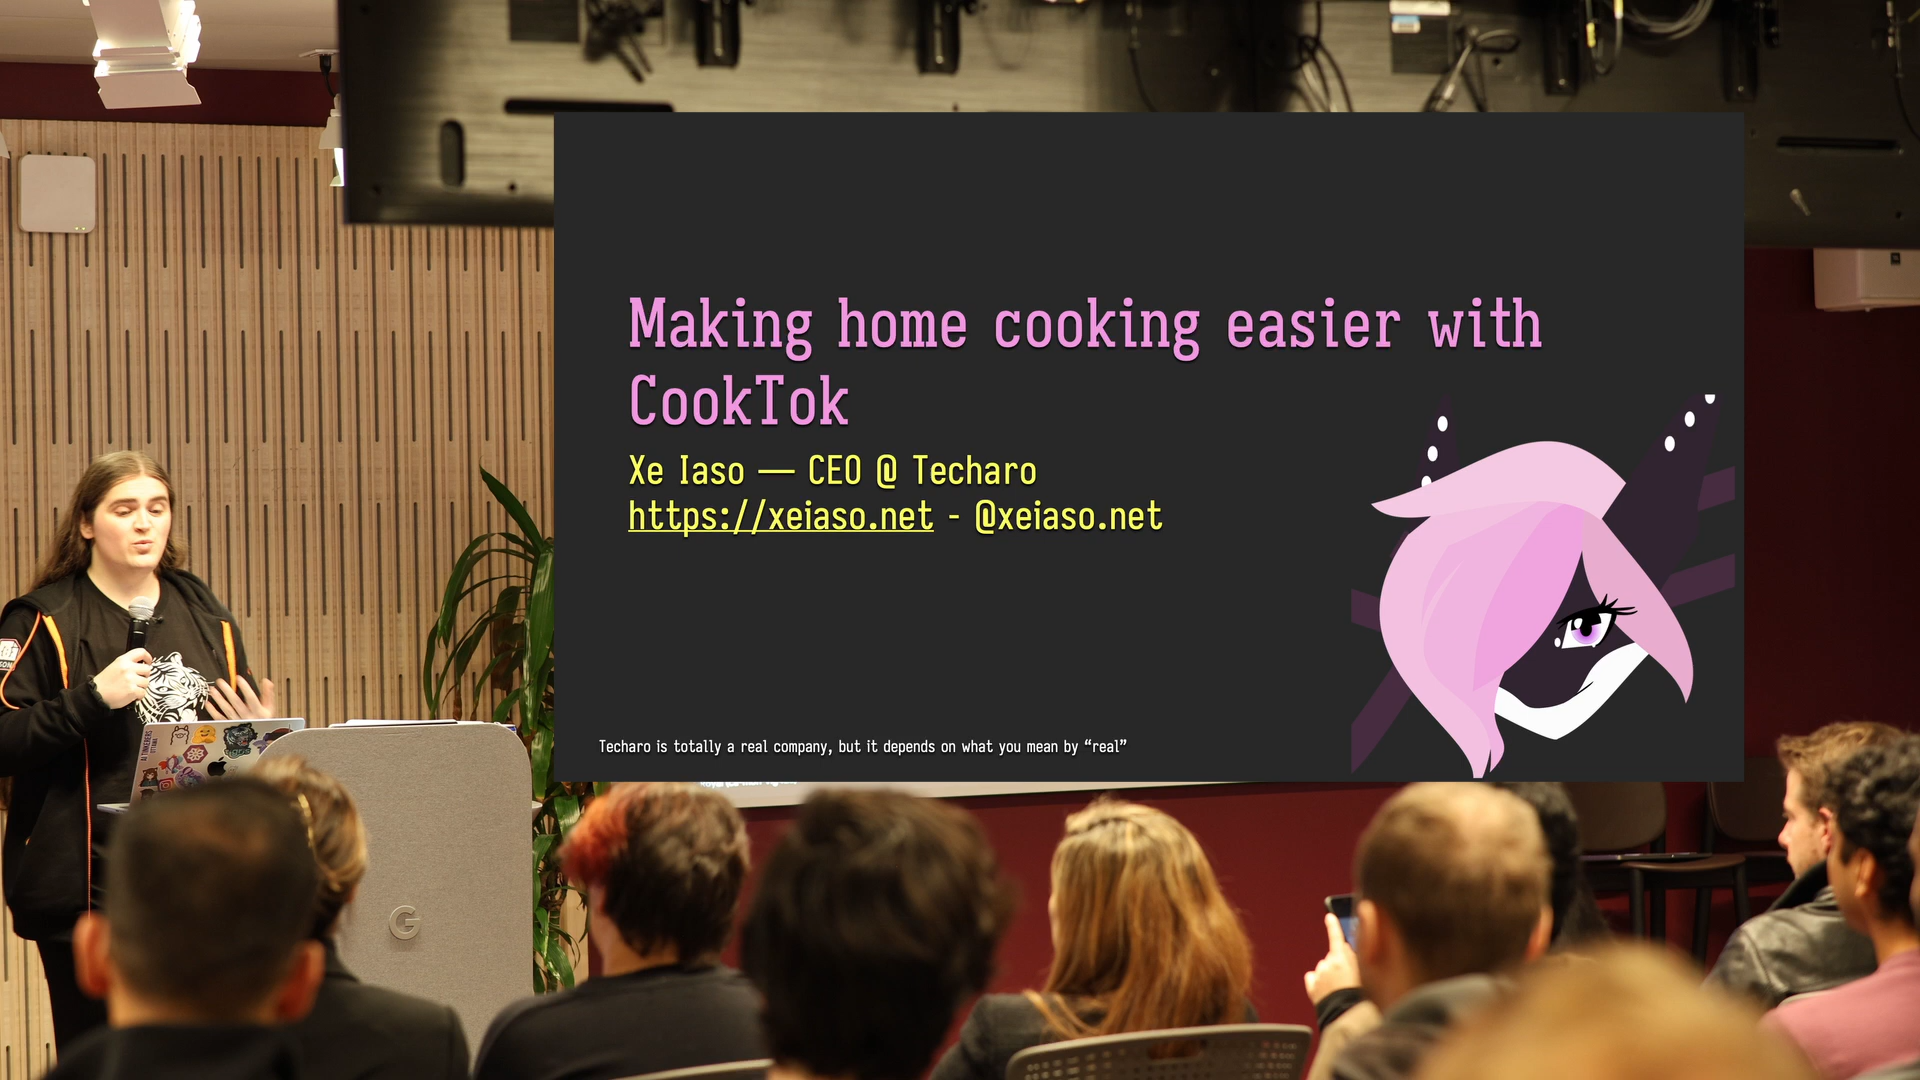 Making home cooking easier with
CookTok
Xe Iaso — CEO @ Techaro
https://xeiaso.net - @xeiaso.net
Techaro is totally a real company, but it depends on what you mean by “real”
G